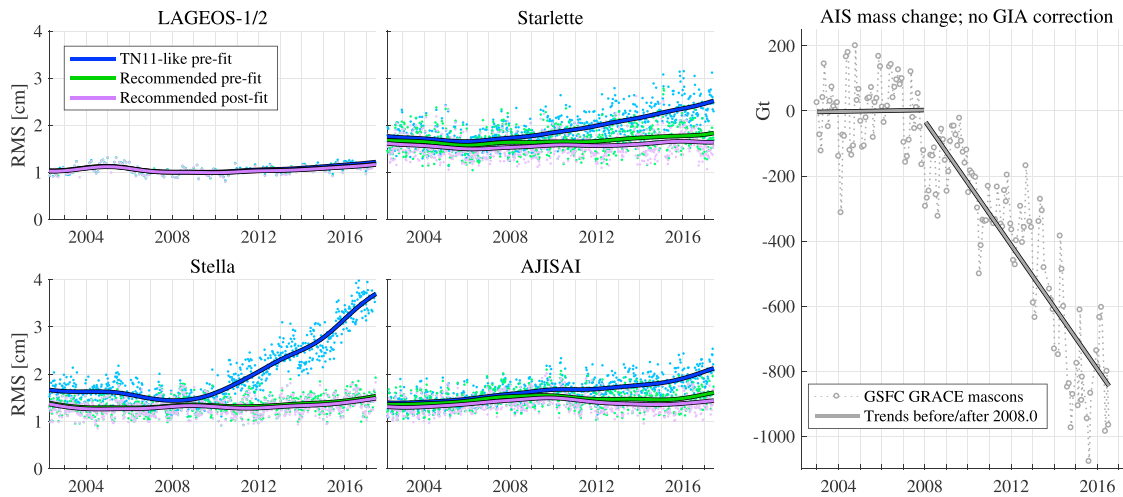 LAGEOS-1/2
4
3
2
1
0
RMS [cm]
TN11-like pre-fit
Recommended pre-fit
Recommended post-fit
2004
2008
2012
2016
Starlette
2004
2008
2012
2016
Stella
4
3
2
1
0
RMS [cm]
2004
2008
2012
2016
AJISAI
2004
2008
2012
2016
AIS mass change; no GIA correction
200
0
-200
-400
-600
-800
-1000
Gt
GSFC GRACE mascons
Trends before/after 2008.0
2004
2008
2012
2016